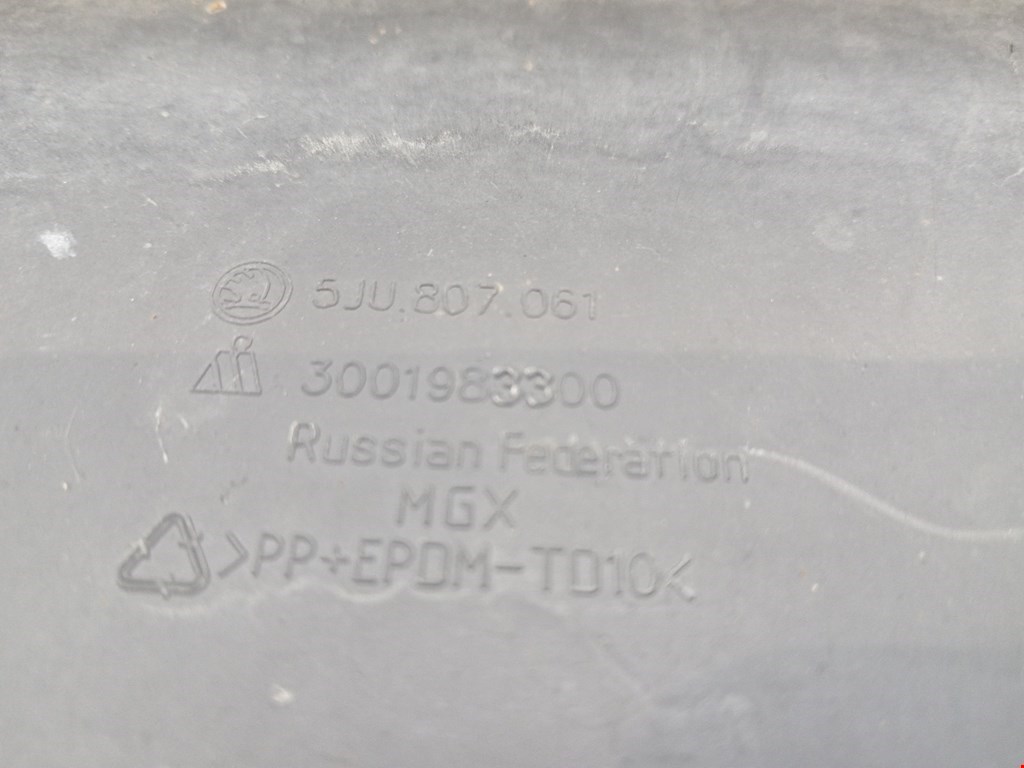 5JU.807.061
3001983300
Russian Federation
MGX
>PP+EPDM-TD10<